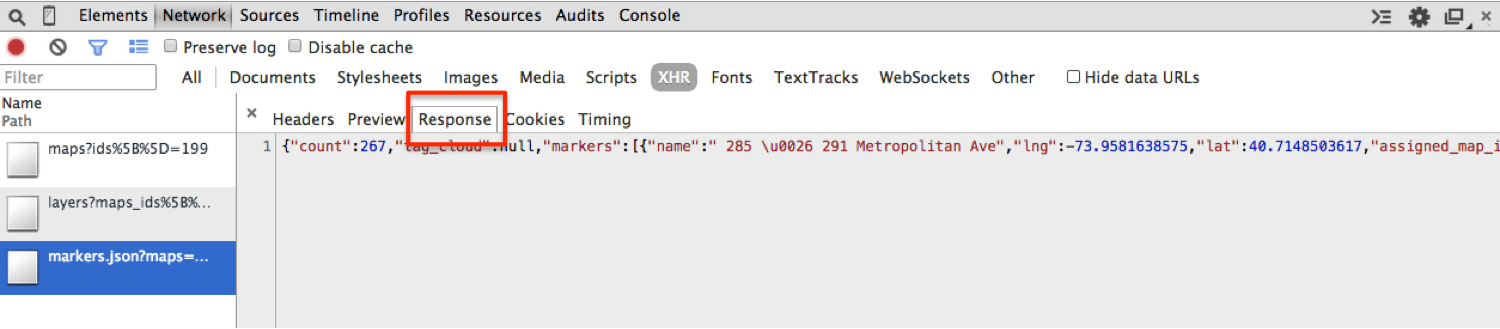 Elements Network Sources Timeline Profiles Resources Audits Console
Preserve log Disable cache
Filter All Documents Stylesheets Images Media Scripts XHR Fonts TextTracks WebSockets Other Hide data URLs
Name
Path
× Headers Preview Response Cookies Timing
maps?ids%5B%5D=199
1 {"count":267,"tag_cloud":null,"markers":[{"name":" 285 \u0026 291 Metropolitan Ave","lng":-73.9581638575,"lat":40.7148503617,"assigned_map_i
layers?maps_ids%5B%...
markers.json?maps=...